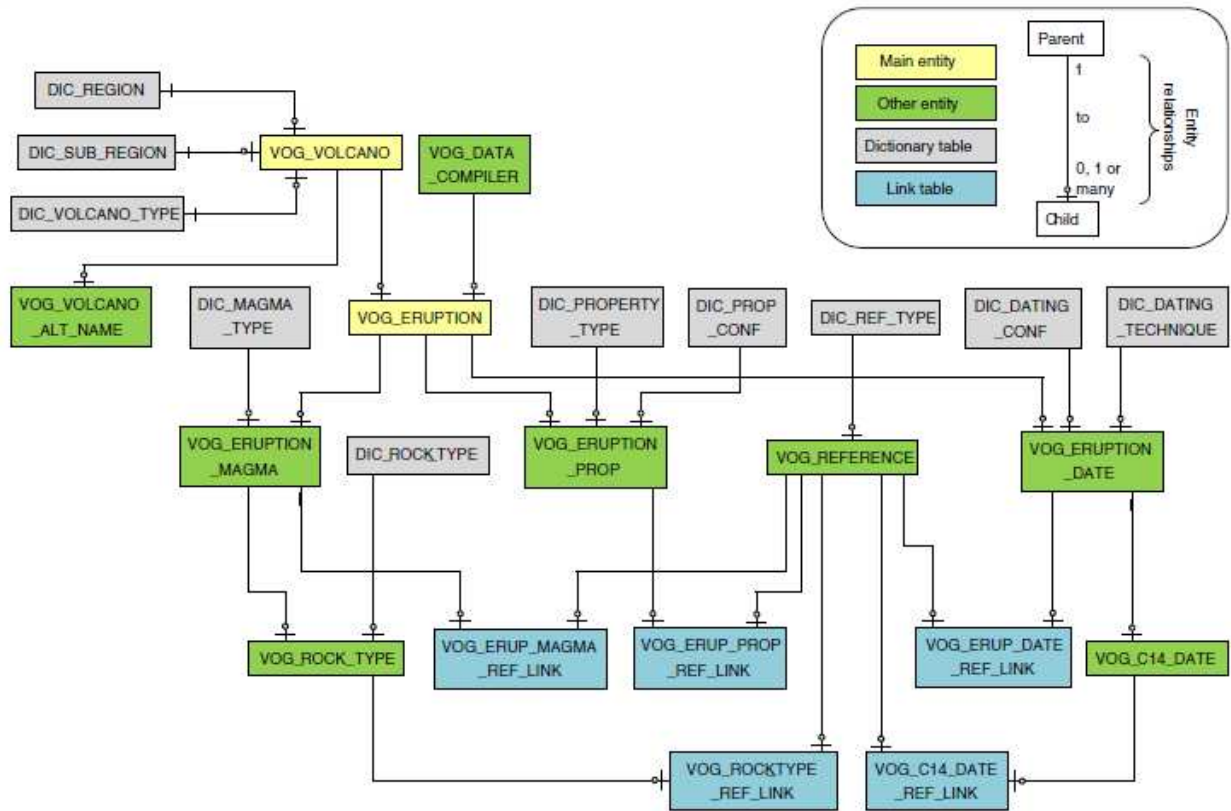 Parent
Main entity
1
Other entity
to
Entity
relationships
Dictionary table
0, 1 or
many
Link table
Child
DIC_REGION
DIC_SUB_REGION
VOG_VOLCANO
VOG_DATA
_COMPILER
DIC_VOLCANO_TYPE
VOG_VOLCANO
_ALT_NAME
DIC_MAGMA
_TYPE
VOG_ERUPTION
DIC_PROPERTY
_TYPE
DIC_PROP
_CONF
DIC_REF_TYPE
DIC_DATING
_CONF
DIC_DATING
_TECHNIQUE
VOG_ERUPTION
_MAGMA
DIC_ROCKTYPE
VOG_ERUPTION
_PROP
VOG_REFERENCE
VOG_ERUPTION
_DATE
VOG_ROCK_TYPE
VOG_ERUP_MAGMA
_REF_LINK
VOG_ERUP_PROP
_REF_LINK
VOG_ERUP_DATE
_REF_LINK
VOG_C14_DATE
VOG_ROCKTYPE
_REF_LINK
VOG_C14_DATE
_REF_LINK